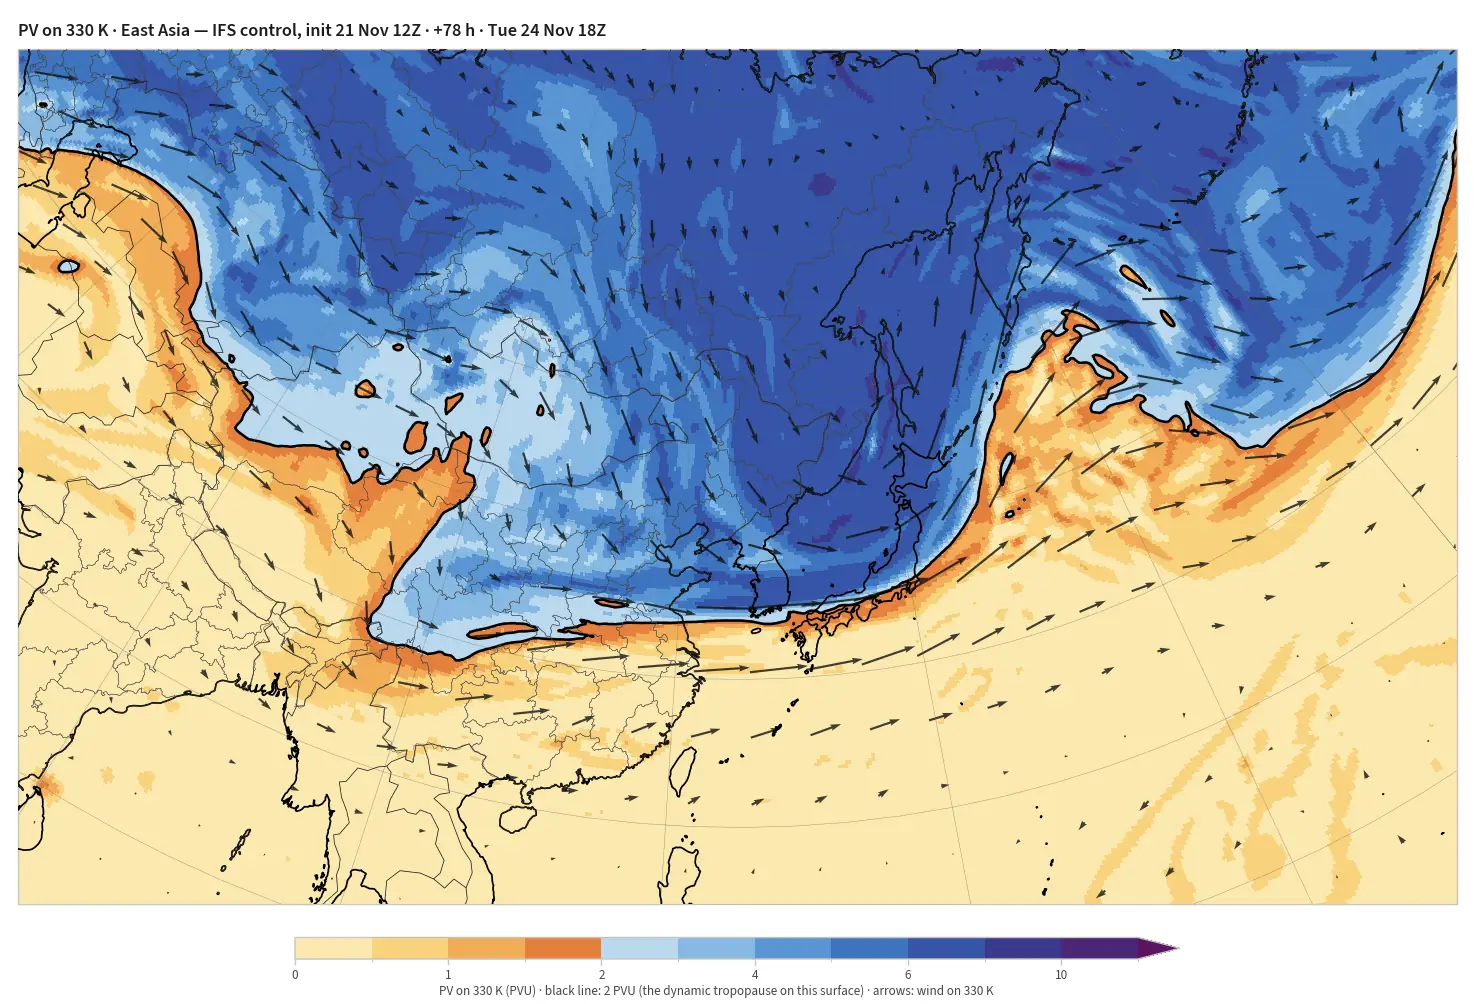 PV on 330 K · East Asia — IFS control, init 21 Nov 12Z · +78 h · Tue 24 Nov 18Z
0 1 2 4 6 10
PV on 330 K (PVU) · black line: 2 PVU (the dynamic tropopause on this surface) · arrows: wind on 330 K